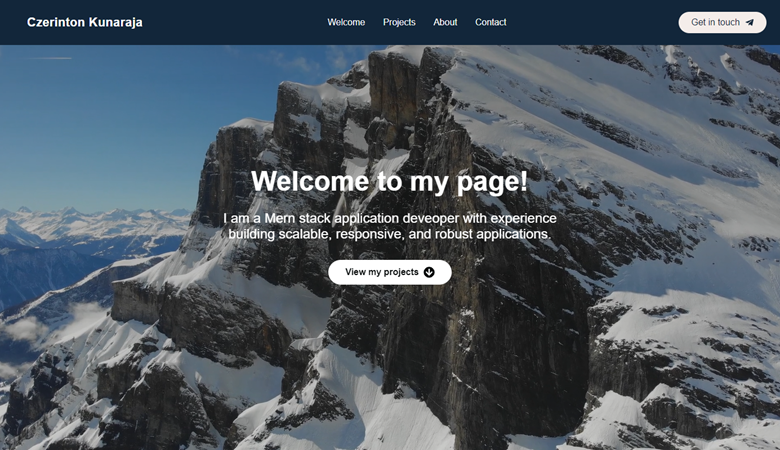 Czerinton Kunaraja
Welcome Projects About Contact
Get in touch
Welcome to my page!
I am a Mern stack application deveoper with experience
building scalable, responsive, and robust applications.
View my projects